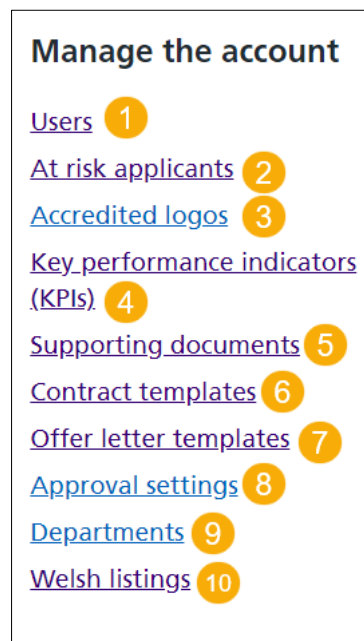 Manage the account
Users 1
At risk applicants 2
Accredited logos 3
Key performance indicators
(KPIs) 4
Supporting documents 5
Contract templates 6
Offer letter templates 7
Approval settings 8
Departments 9
Welsh listings 10